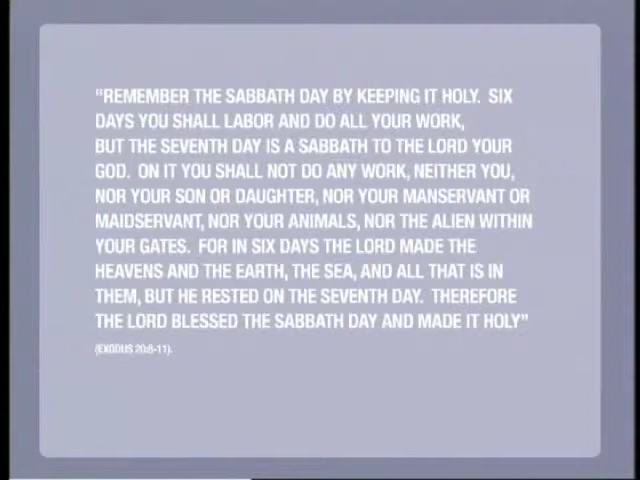 “REMEMBER THE SABBATH DAY BY KEEPING IT HOLY. SIX
DAYS YOU SHALL LABOR AND DO ALL YOUR WORK,
BUT THE SEVENTH DAY IS A SABBATH TO THE LORD YOUR
GOD. ON IT YOU SHALL NOT DO ANY WORK, NEITHER YOU,
NOR YOUR SON OR DAUGHTER, NOR YOUR MANSERVANT OR
MAIDSERVANT, NOR YOUR ANIMALS, NOR THE ALIEN WITHIN
YOUR GATES. FOR IN SIX DAYS THE LORD MADE THE
HEAVENS AND THE EARTH, THE SEA, AND ALL THAT IS IN
THEM, BUT HE RESTED ON THE SEVENTH DAY. THEREFORE
THE LORD BLESSED THE SABBATH DAY AND MADE IT HOLY”
(EXODUS 20:8-11).